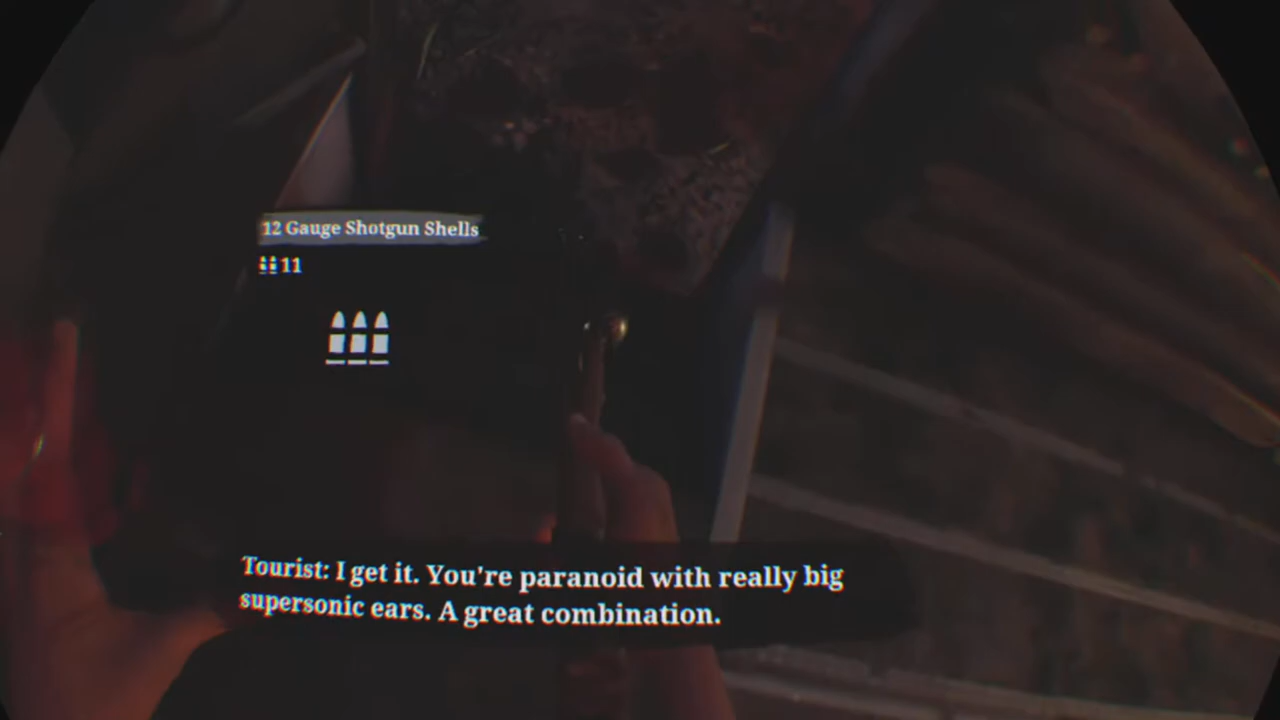 12 Gauge Shotgun Shells
11
Tourist: I get it. You're paranoid with really big
supersonic ears. A great combination.